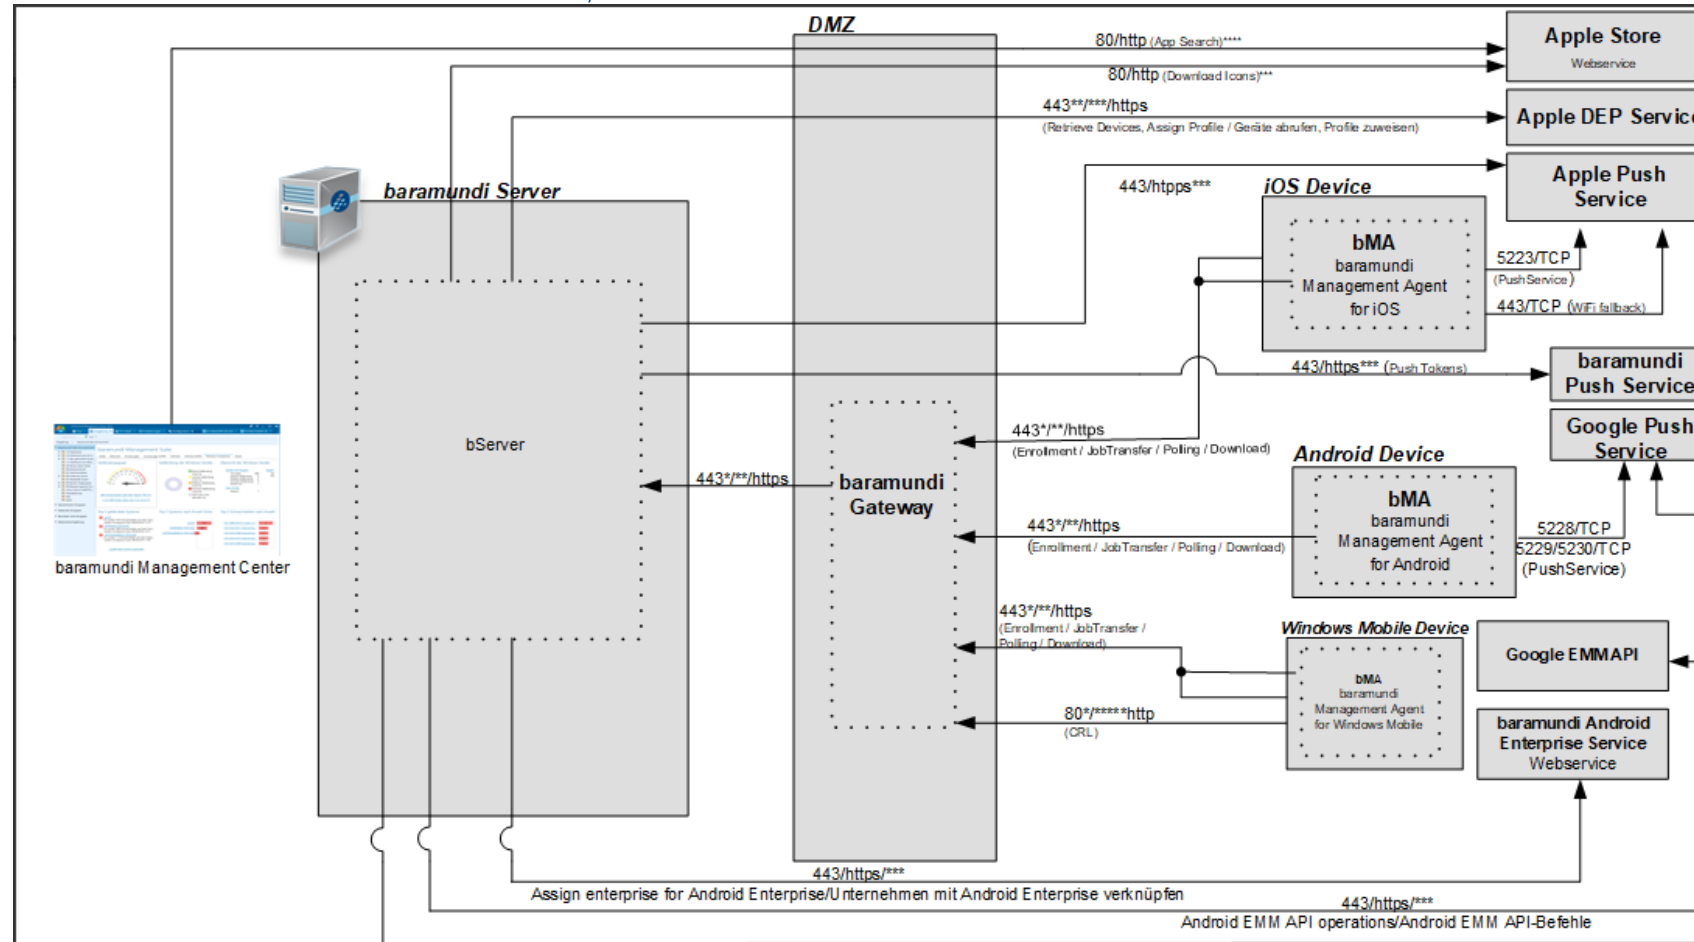 DMZ
80/http (App Search)****
80/http (Download Icons)***
Apple Store
Webservice
443**/***/https
(Retrieve Devices, Assign Profile / Geräte abrufen, Profile zuweisen)
Apple DEP Service
443/htpps***
Apple Push
Service
baramundi Server
iOS Device
bMA
baramundi
Management Agent
for iOS
5223/TCP
(PushService)
443/TCP (WiFi fallback)
443/https*** (Push Tokens)
baramundi
Push Service
Google Push
Service
bServer
443*/**/https
baramundi
Gateway
443*/**/https
(Enrollment / JobTransfer / Polling / Download)
Android Device
bMA
baramundi
Management Agent
for Android
443*/**/https
(Enrollment / JobTransfer / Polling / Download)
5228/TCP
5229/5230/TCP
(PushService)
baramundi Management Center
443*/**/https
(Enrollment / JobTransfer /
Polling / Download)
Windows Mobile Device
bMA
baramundi
Management Agent
for Windows Mobile
80*/*****http
(CRL)
Google EMM API
baramundi Android
Enterprise Service
Webservice
443/https/***
Assign enterprise for Android Enterprise/Unternehmen mit Android Enterprise verknüpfen
443/https/***
Android EMM API operations/Android EMM API-Befehle